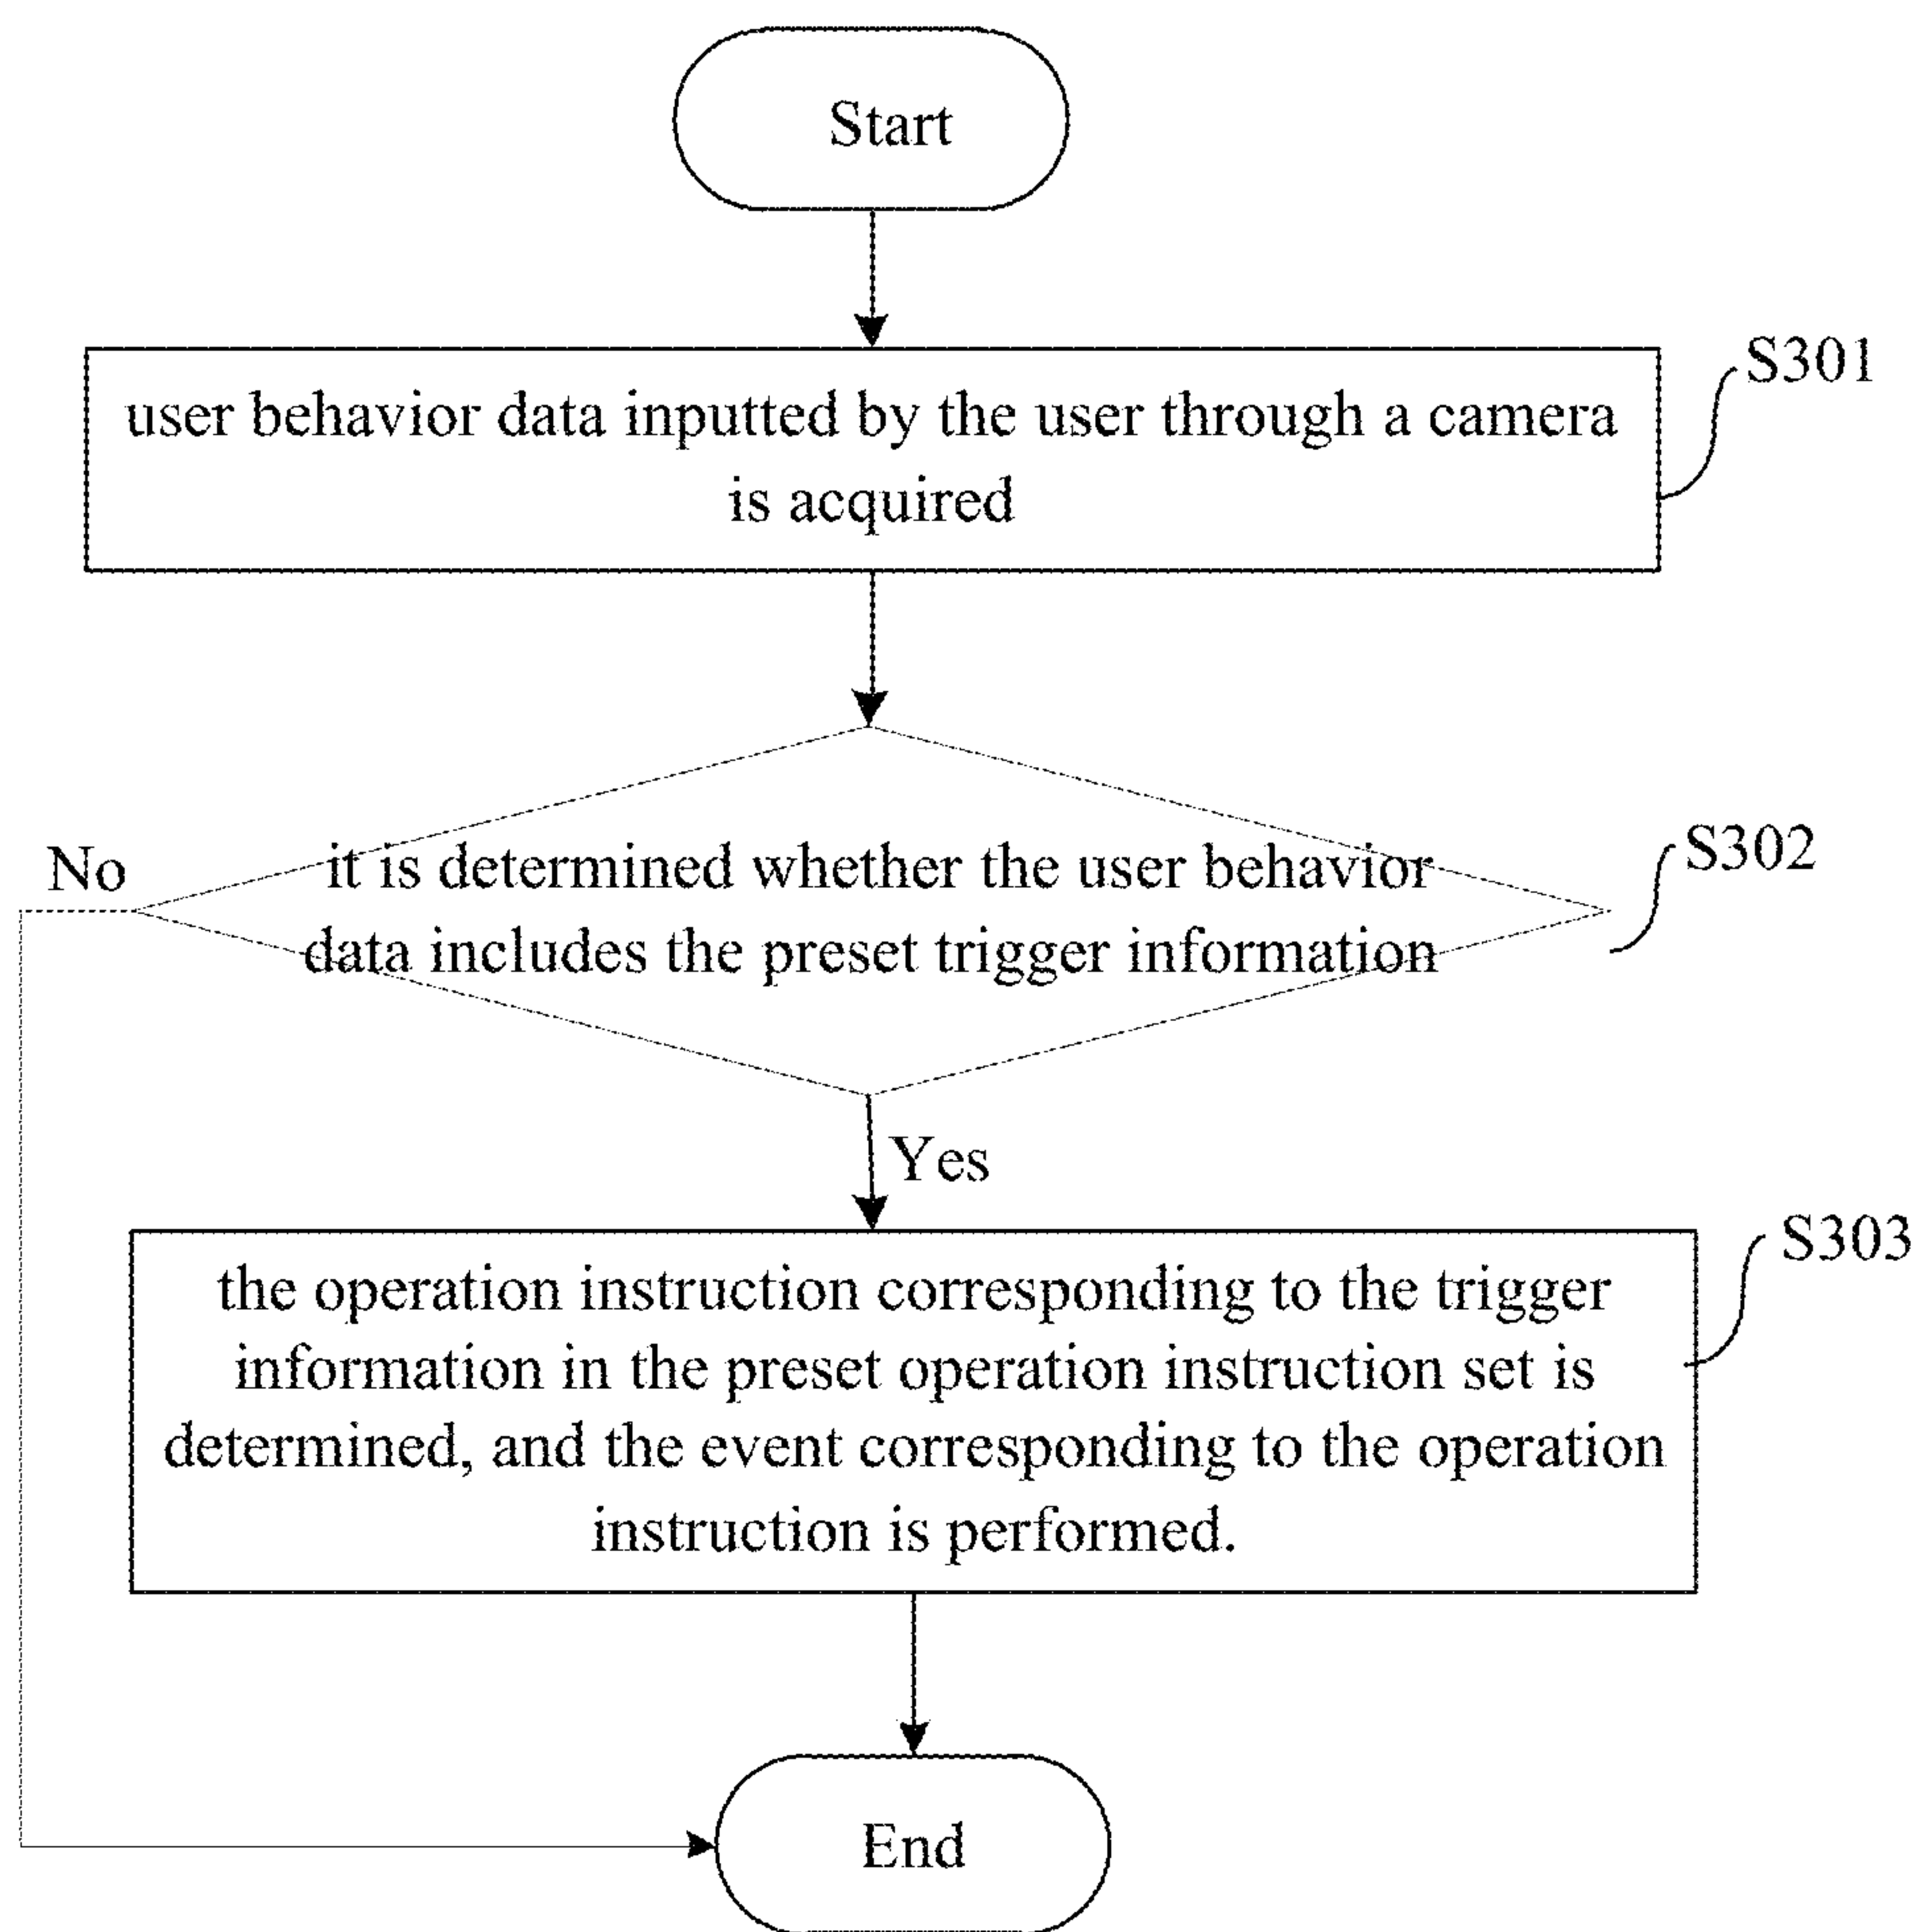 Start
S301
user behavior data inputted by the user through a camera
is acquired
No
S302
it is determined whether the user behavior
data includes the preset trigger information
Yes
S303
the operation instruction corresponding to the trigger
information in the preset operation instruction set is
determined, and the event corresponding to the operation
instruction is performed.
End